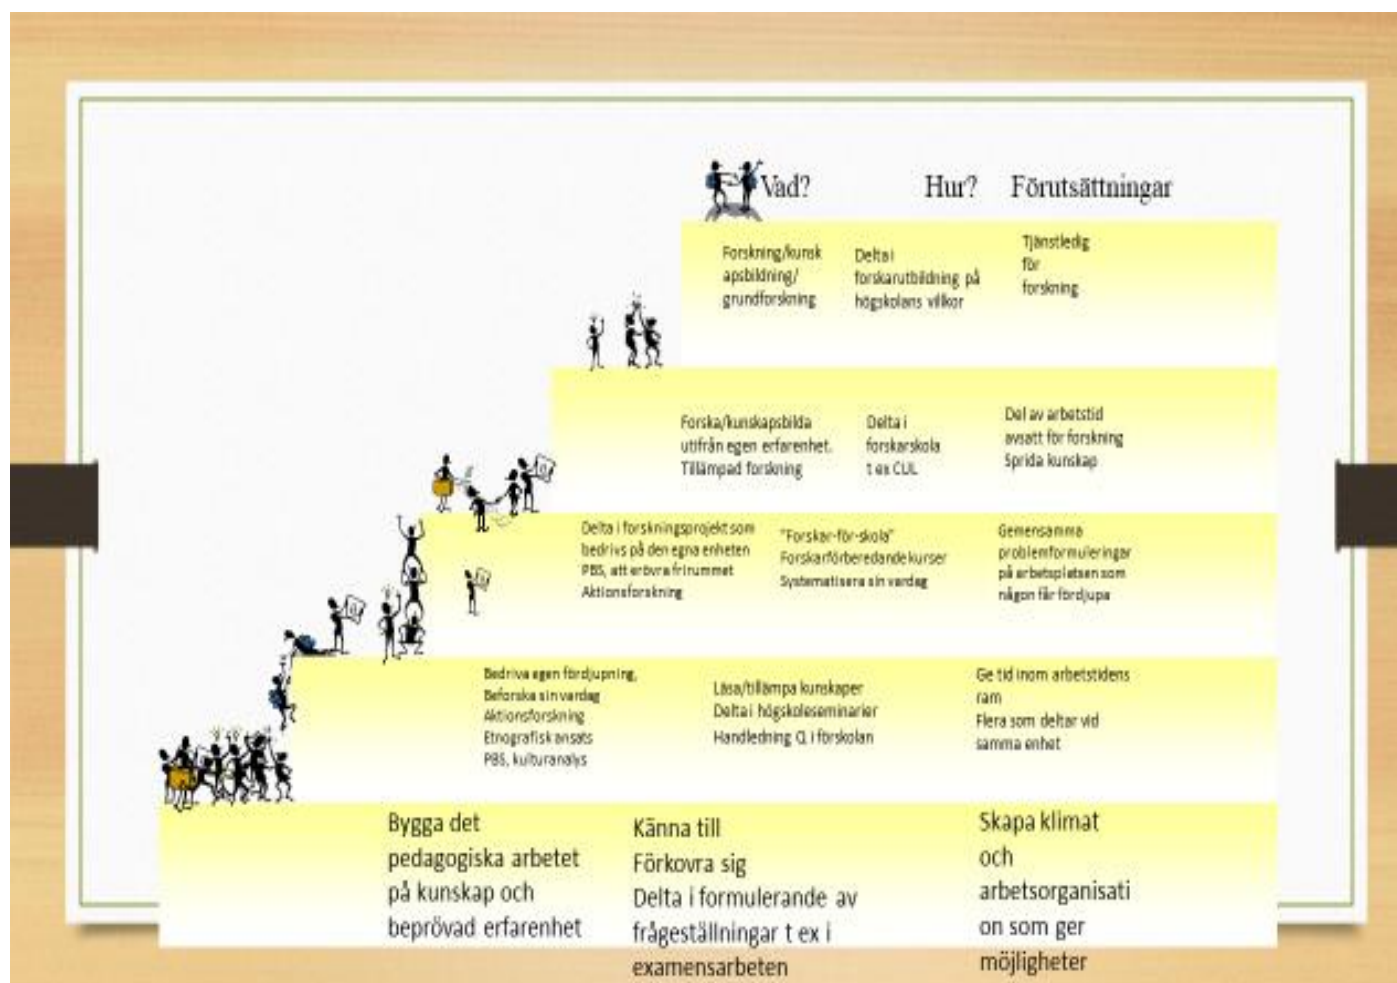 Vad?
Hur?
Förutsättningar
Forskning/kunsk
apsbildning/
grundforskning
Delta i
forskarutbildning på
högskolans villkor
Tjänstledig
för
forskning
Forska/kunskapsbilda
utifrån egen erfarenhet.
Tillämpad forskning
Delta i
forskarskola
t ex CUL
Del av arbetstid
avsatt för forskning
Sprida kunskap
Delta i forskningsprojekt som
bedrivs på den egna enheten
PBS, att erövra frirummet
Aktionsforskning
"Forskar-för-skola"
Forskarförberedande kurser
Systematisera sin vardag
Gemensamma
problemformuleringar
på arbetsplatsen som
någon får fördjupa
Bedriva egen fördjupning,
Beforska sin vardag
Aktionsforskning
Etnografisk ansats
PBS, kulturanalys
Läsa/tillämpa kunskaper
Delta i högskoleseminarier
Handledning Q i förskolan
Ge tid inom arbetstidens
ram
Flera som deltar vid
samma enhet
Bygga det
pedagogiska arbetet
på kunskap och
beprövad erfarenhet
Känna till
Förkovra sig
Delta i formulerande av
frågeställningar t ex i
examensarbeten
Skapa klimat
och
arbetsorganisati
on som ger
möjligheter